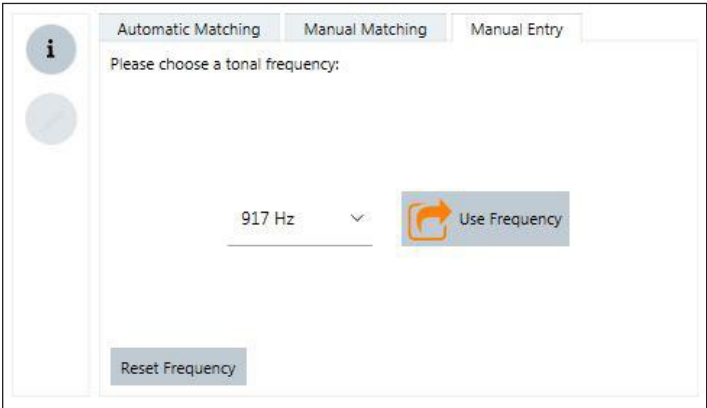 i
Automatic Matching
Manual Matching
Manual Entry
Please choose a tonal frequency:
917 Hz
Use Frequency
Reset Frequency